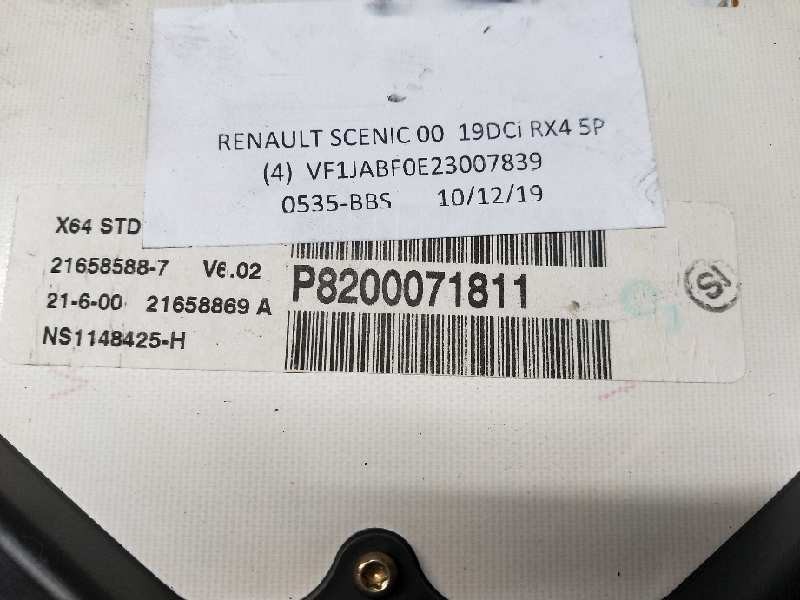 RENAULT SCENIC 00 19DCi RX4 5P
(4) VF1JABF0E23007839
0535-BBS 10/12/19
X64 STD
21658588-7 V6.02
21-6-00 21658869 A
NS1148425-H
P8200071811
SI